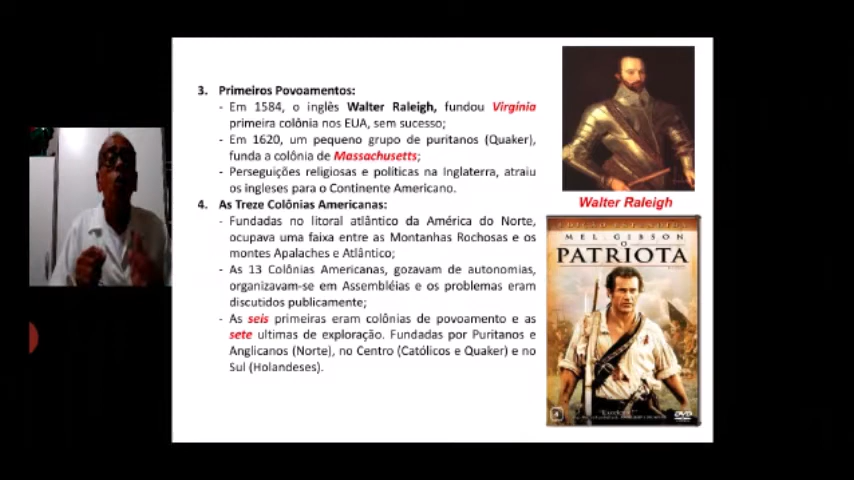 3. Primeiros Povoamentos:
- Em 1584, o inglês Walter Raleigh, fundou Virgínia
primeira colônia nos EUA, sem sucesso;
- Em 1620, um pequeno grupo de puritanos (Quaker),
funda a colônia de Massachusetts;
- Perseguições religiosas e políticas na Inglaterra, atraiu
os ingleses para o Continente Americano.
4. As Treze Colônias Americanas:
- Fundadas no litoral atlântico da América do Norte,
ocupava uma faixa entre as Montanhas Rochosas e os
montes Apalaches e Atlântico;
- As 13 Colônias Americanas, gozavam de autonomias,
organizavam-se em Assembléias e os problemas eram
discutidos publicamente;
- As seis primeiras eram colônias de povoamento e as
sete ultimas de exploração. Fundadas por Puritanos e
Anglicanos (Norte), no Centro (Católicos e Quaker) e no
Sul (Holandeses).
Walter Raleigh
MEL GIBSON
O
PATRIOTA
DVD